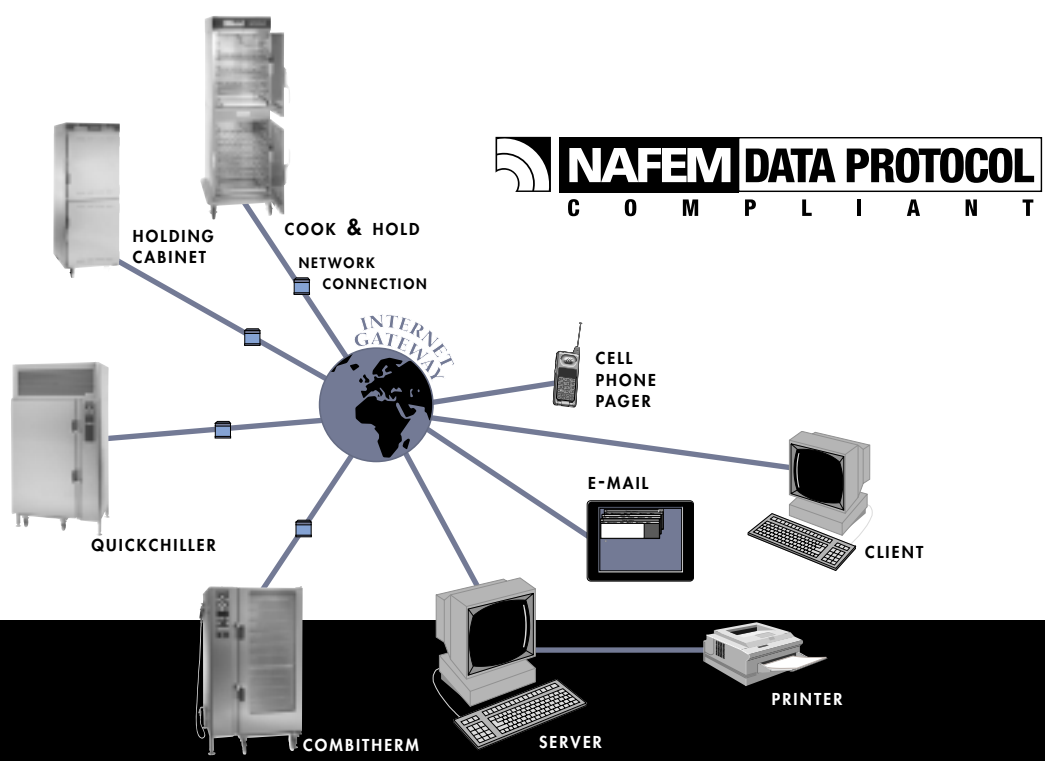 NAFEM DATA PROTOCOL
COMPLIANT
COOK & HOLD
HOLDING
CABINET
NETWORK
CONNECTION
INTERNET
GATEWAY
CELL
PHONE
PAGER
E-MAIL
QUICKCHILLER
CLIENT
PRINTER
COMBITHERM
SERVER